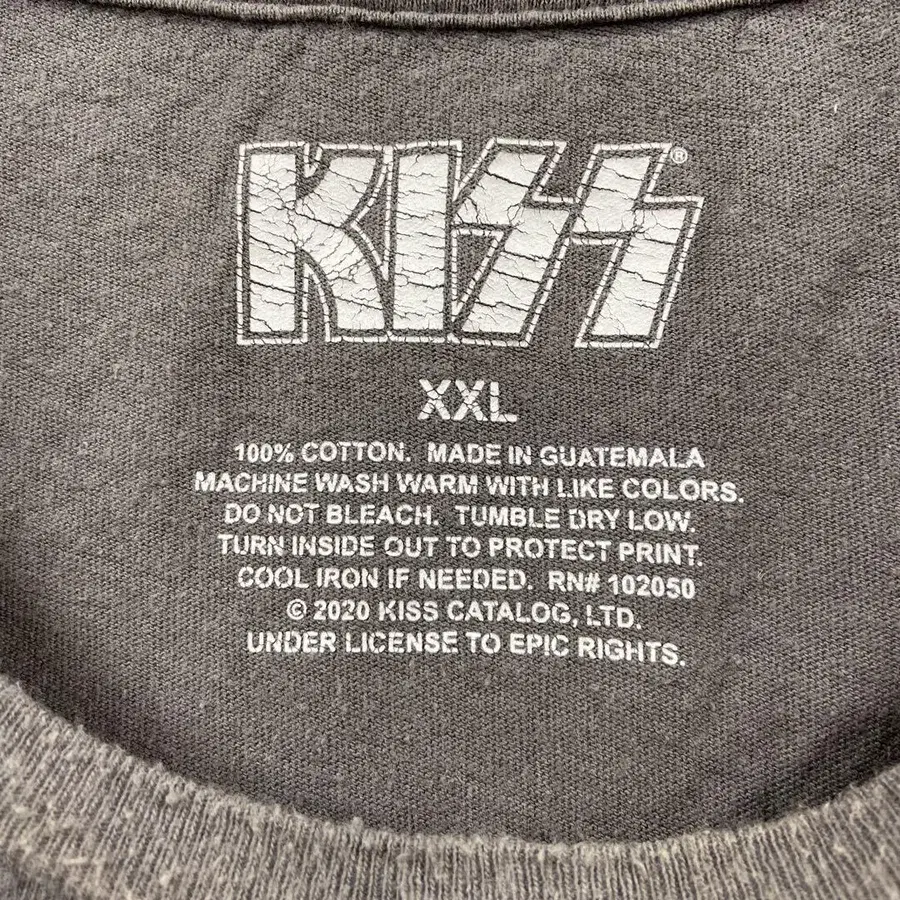 KISS®
XXL
100% COTTON. MADE IN GUATEMALA
MACHINE WASH WARM WITH LIKE COLORS.
DO NOT BLEACH. TUMBLE DRY LOW.
TURN INSIDE OUT TO PROTECT PRINT.
COOL IRON IF NEEDED. RN# 102050
© 2020 KISS CATALOG, LTD.
UNDER LICENSE TO EPIC RIGHTS.